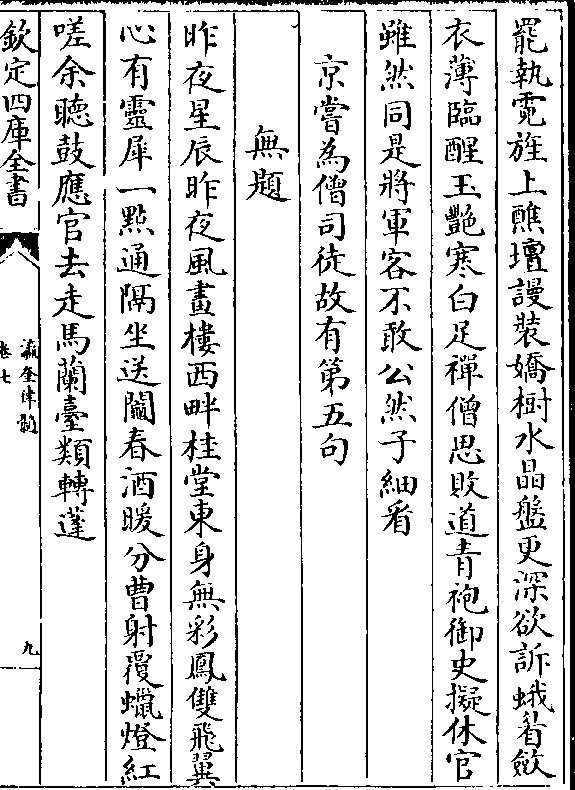 罷執霓旌上醮壇謾裝嬌樹水晶盤更深欲訴蛾眉斂
衣薄臨醒玉艷寒白足禪僧思敗道青袍御史擬休官
雖然同是將軍客不敢公然子細看
京嘗為僧司徒故有第五句
無題
昨夜星辰昨夜風畫樓西畔桂堂東身無彩鳳雙飛翼
心有靈犀一點通隔坐送鬮春酒暖分曹射覆蠟燈紅
嗟余聽鼓應官去走馬蘭臺類轉蓬
欽定四庫全書
瀛奎律髓
卷七
九